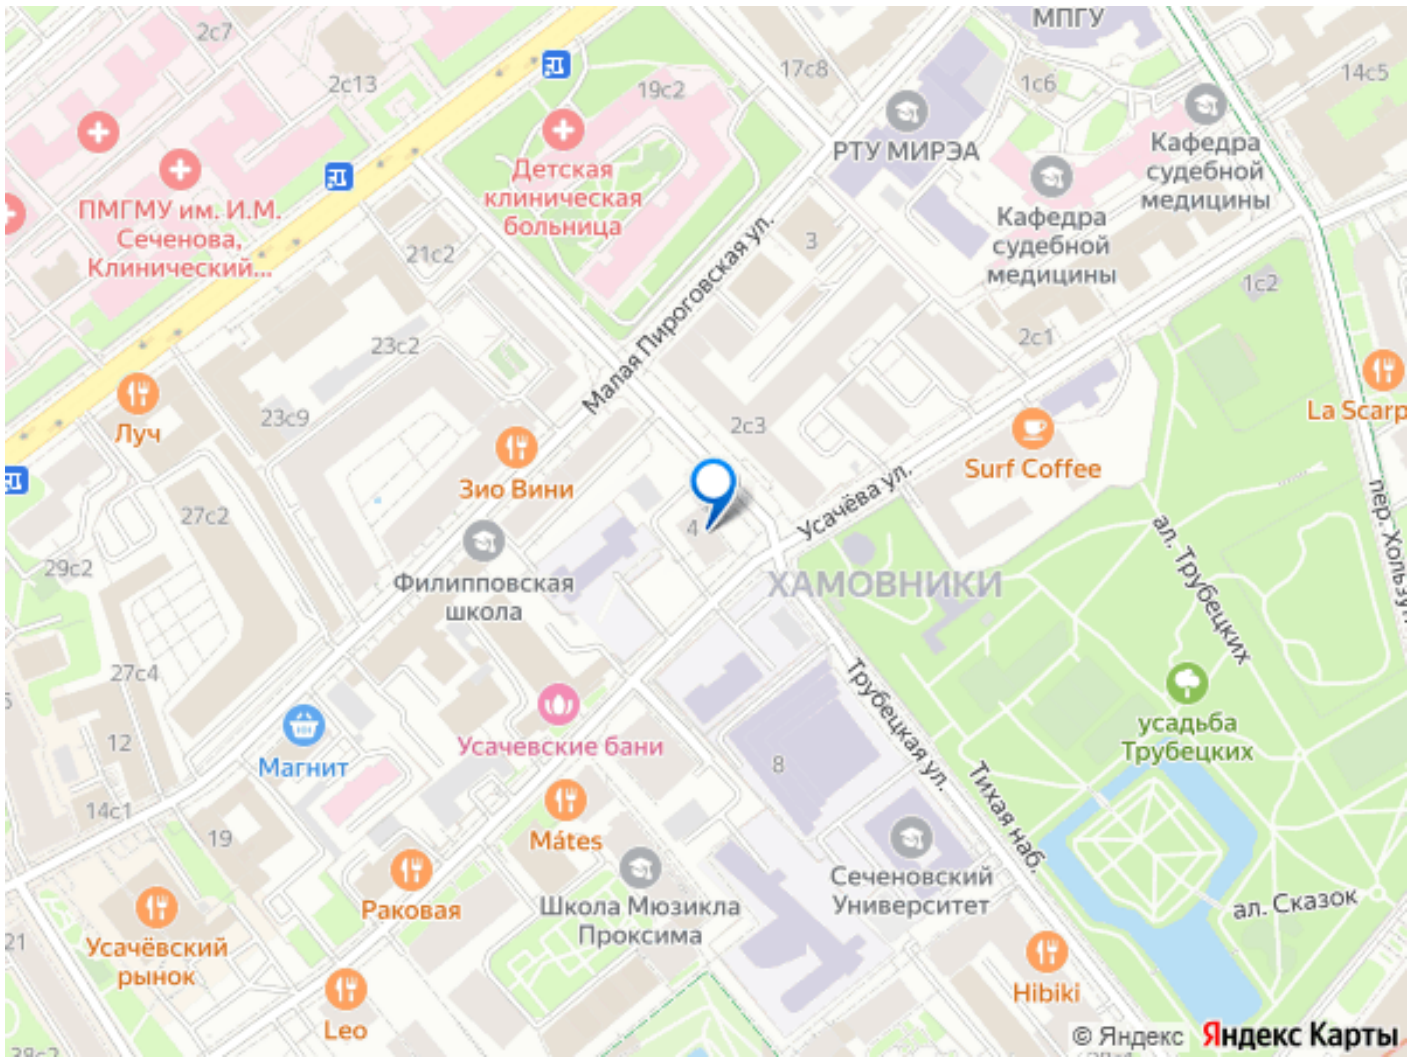 МПГУ
2с7
17с8
14с5
2с13
19с2
1с6
РТУ МИРЭА
Кафедра
судебной
медицины
Детская
клиническая
больница
ПМГМУ им. И.М.
Сеченова,
Клинический...
Кафедра
судебной
медицины
21с2
3
Малая Пироговская ул.
1с2
23с2
2с1
Луч
23с9
2с3
La Scarp
Зио Вини
Surf Coffee
27с2
4
Усачёва ул.
ал. Трубецких
29с2
Филипповская
школа
ХАМОВНИКИ
пер. Хользун
27с4
Трубецкая ул.
усадьба
Трубецких
12
Усачевские бани
Магнит
8
Тихая наб.
14с1
19
Mátes
Раковая
Сеченовский
Университет
ал. Сказок
Школа Мюзикла
Проксима
21
Усачёвский
рынок
Hibiki
Leo
© Яндекс Яндекс Карты
38с2